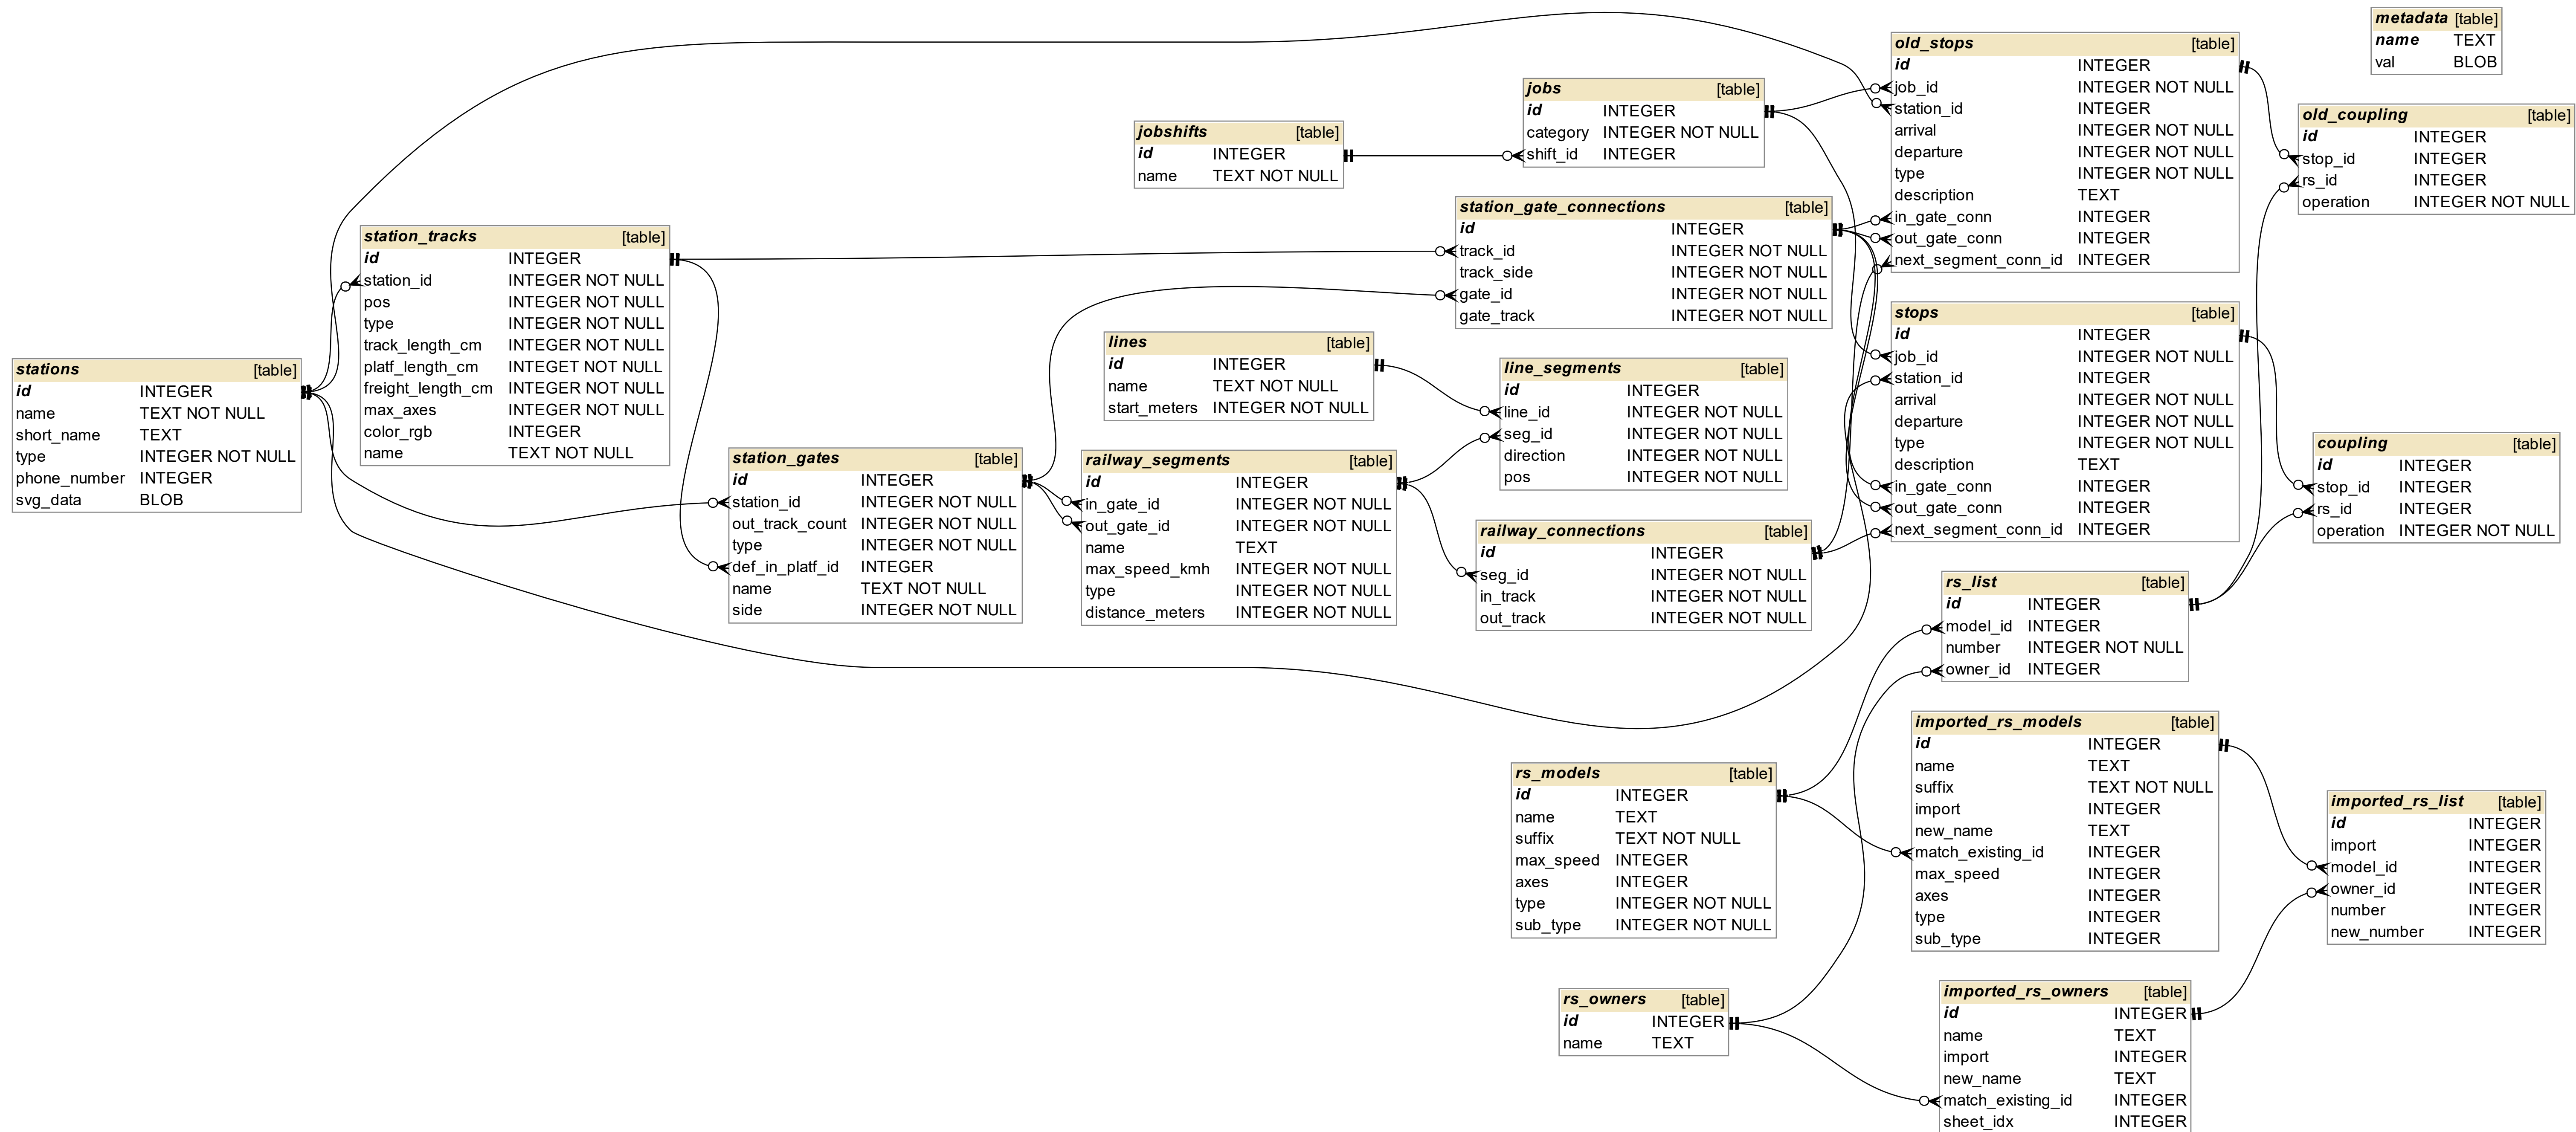 metadata [table]
name TEXT
val BLOB
old_stops [table]
id INTEGER
job_id INTEGER NOT NULL
station_id INTEGER
arrival INTEGER NOT NULL
departure INTEGER NOT NULL
type INTEGER NOT NULL
description TEXT
in_gate_conn INTEGER
out_gate_conn INTEGER
next_segment_conn_id INTEGER
jobs [table]
id INTEGER
category INTEGER NOT NULL
shift_id INTEGER
old_coupling [table]
id INTEGER
stop_id INTEGER
rs_id INTEGER
operation INTEGER NOT NULL
jobshifts [table]
id INTEGER
name TEXT NOT NULL
station_gate_connections [table]
id INTEGER
track_id INTEGER NOT NULL
track_side INTEGER NOT NULL
gate_id INTEGER NOT NULL
gate_track INTEGER NOT NULL
station_tracks [table]
id INTEGER
station_id INTEGER NOT NULL
pos INTEGER NOT NULL
type INTEGER NOT NULL
track_length_cm INTEGER NOT NULL
platf_length_cm INTEGET NOT NULL
freight_length_cm INTEGER NOT NULL
max_axes INTEGER NOT NULL
color_rgb INTEGER
name TEXT NOT NULL
stops [table]
id INTEGER
job_id INTEGER NOT NULL
station_id INTEGER
arrival INTEGER NOT NULL
departure INTEGER NOT NULL
type INTEGER NOT NULL
description TEXT
in_gate_conn INTEGER
out_gate_conn INTEGER
next_segment_conn_id INTEGER
lines [table]
id INTEGER
name TEXT NOT NULL
start_meters INTEGER NOT NULL
line_segments [table]
id INTEGER
line_id INTEGER NOT NULL
seg_id INTEGER NOT NULL
direction INTEGER NOT NULL
pos INTEGER NOT NULL
stations [table]
id INTEGER
name TEXT NOT NULL
short_name TEXT
type INTEGER NOT NULL
phone_number INTEGER
svg_data BLOB
coupling [table]
id INTEGER
stop_id INTEGER
rs_id INTEGER
operation INTEGER NOT NULL
station_gates [table]
id INTEGER
station_id INTEGER NOT NULL
out_track_count INTEGER NOT NULL
type INTEGER NOT NULL
def_in_platf_id INTEGER
name TEXT NOT NULL
side INTEGER NOT NULL
railway_segments [table]
id INTEGER
in_gate_id INTEGER NOT NULL
out_gate_id INTEGER NOT NULL
name TEXT
max_speed_kmh INTEGER NOT NULL
type INTEGER NOT NULL
distance_meters INTEGER NOT NULL
railway_connections [table]
id INTEGER
seg_id INTEGER NOT NULL
in_track INTEGER NOT NULL
out_track INTEGER NOT NULL
rs_list [table]
id INTEGER
model_id INTEGER
number INTEGER NOT NULL
owner_id INTEGER
imported_rs_models [table]
id INTEGER
name TEXT
suffix TEXT NOT NULL
import INTEGER
new_name TEXT
match_existing_id INTEGER
max_speed INTEGER
axes INTEGER
type INTEGER
sub_type INTEGER
rs_models [table]
id INTEGER
name TEXT
suffix TEXT NOT NULL
max_speed INTEGER
axes INTEGER
type INTEGER NOT NULL
sub_type INTEGER NOT NULL
imported_rs_list [table]
id INTEGER
import INTEGER
model_id INTEGER
owner_id INTEGER
number INTEGER
new_number INTEGER
rs_owners [table]
id INTEGER
name TEXT
imported_rs_owners [table]
id INTEGER
name TEXT
import INTEGER
new_name TEXT
match_existing_id INTEGER
sheet_idx INTEGER